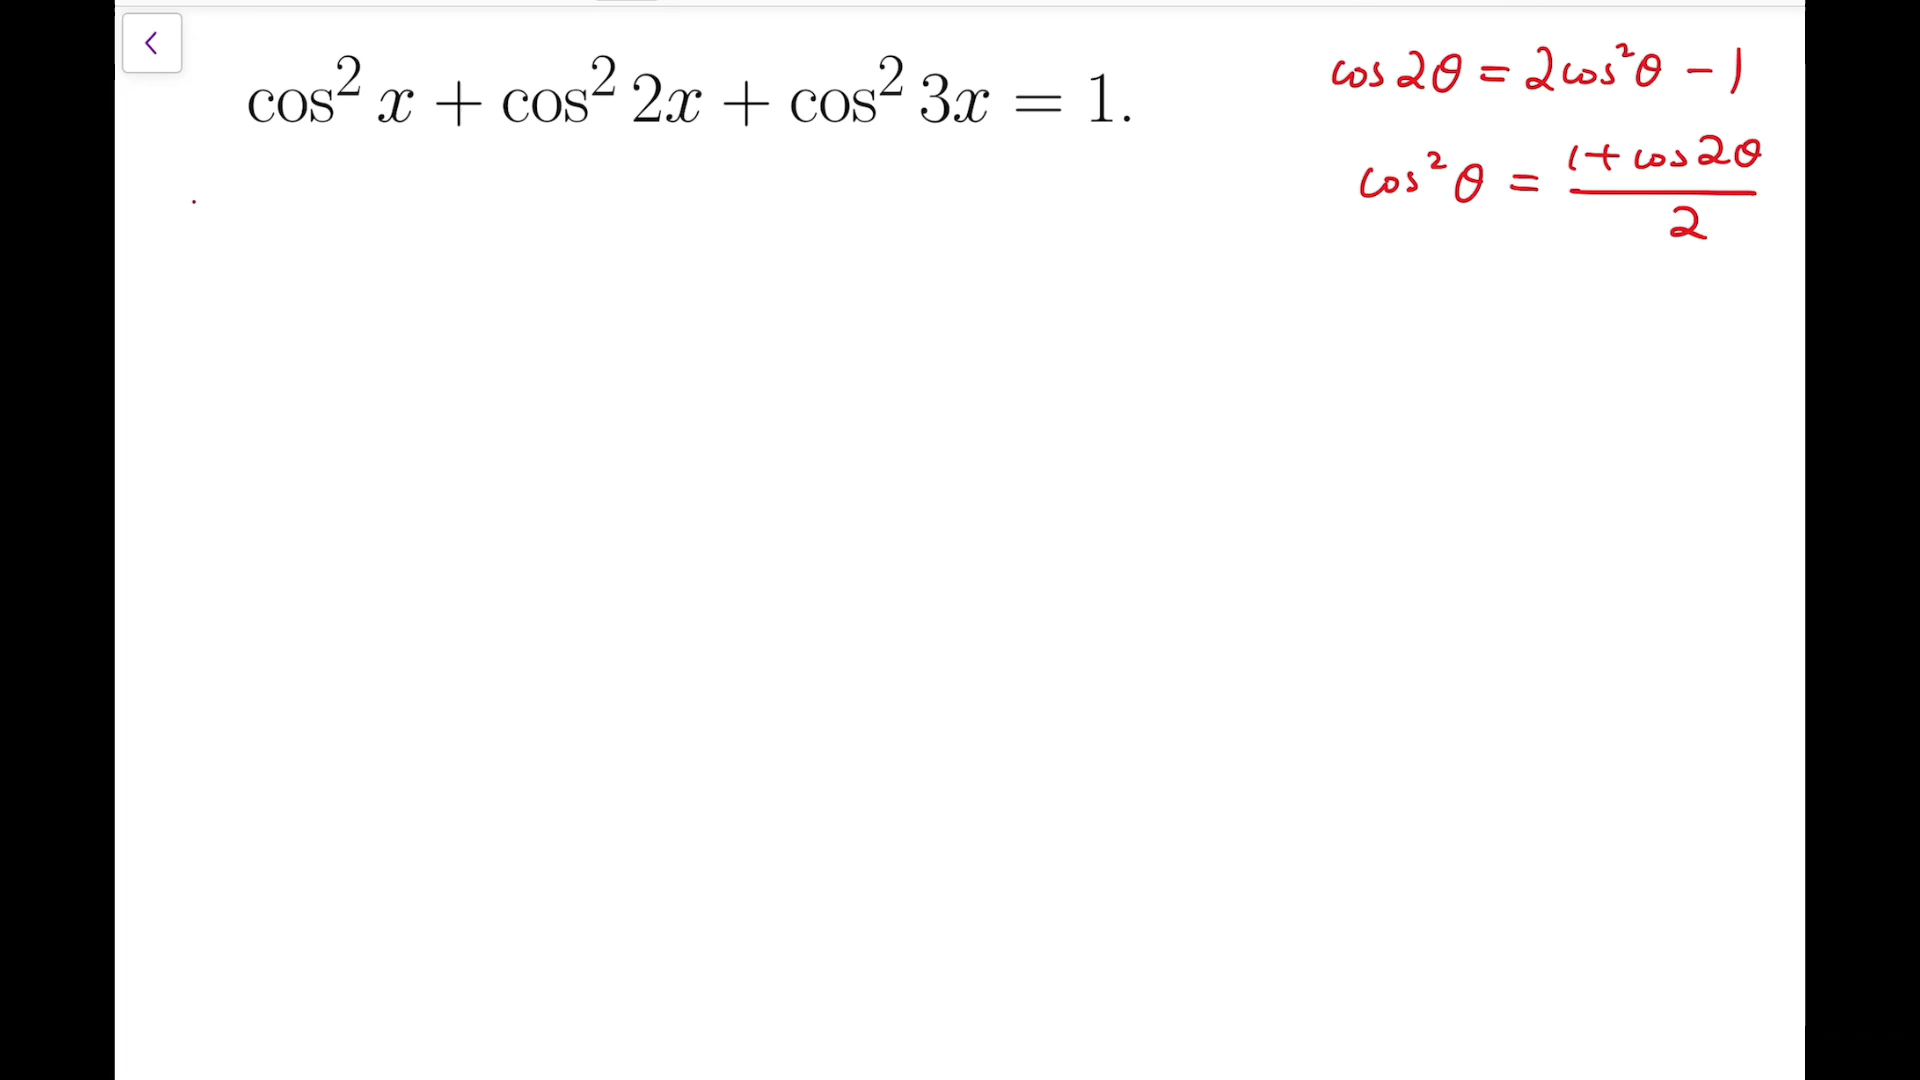 cos² x + cos² 2x + cos² 3x = 1.
cos 2θ = 2cos²θ - 1
cos²θ = (1 + cos 2θ)/2